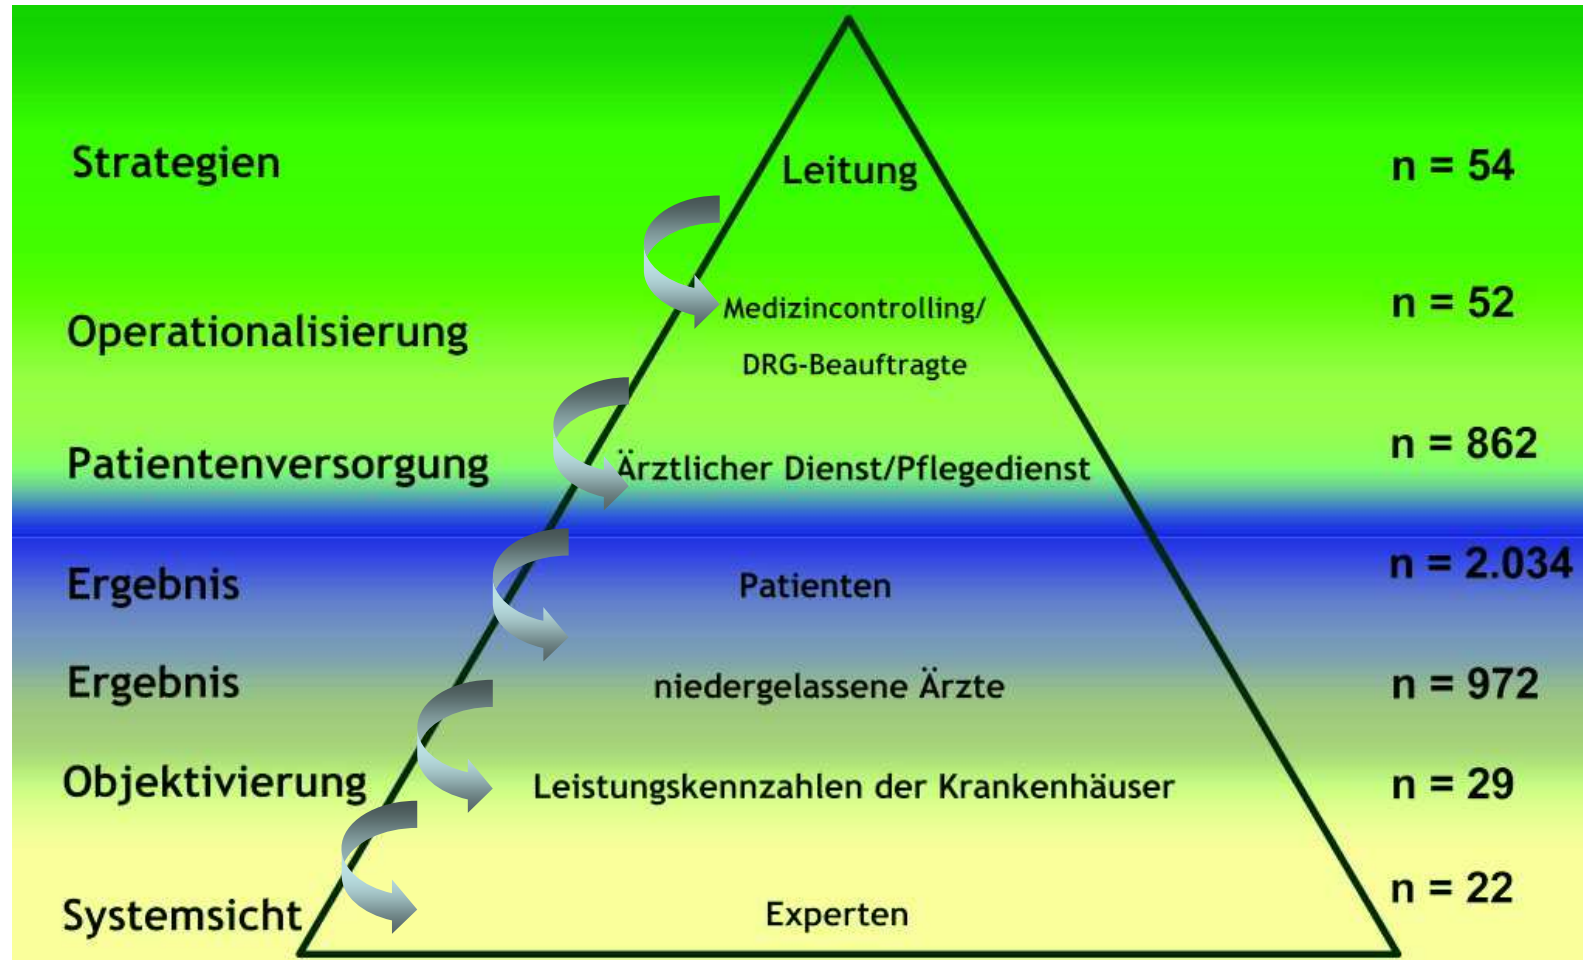 Strategien Leitung n = 54
Operationalisierung Medizincontrolling/ n = 52
DRG-Beauftragte
Patientenversorgung Ärztlicher Dienst/Pflegedienst n = 862
Ergebnis Patienten n = 2.034
Ergebnis niedergelassene Ärzte n = 972
Objektivierung Leistungskennzahlen der Krankenhäuser n = 29
Systemsicht Experten n = 22